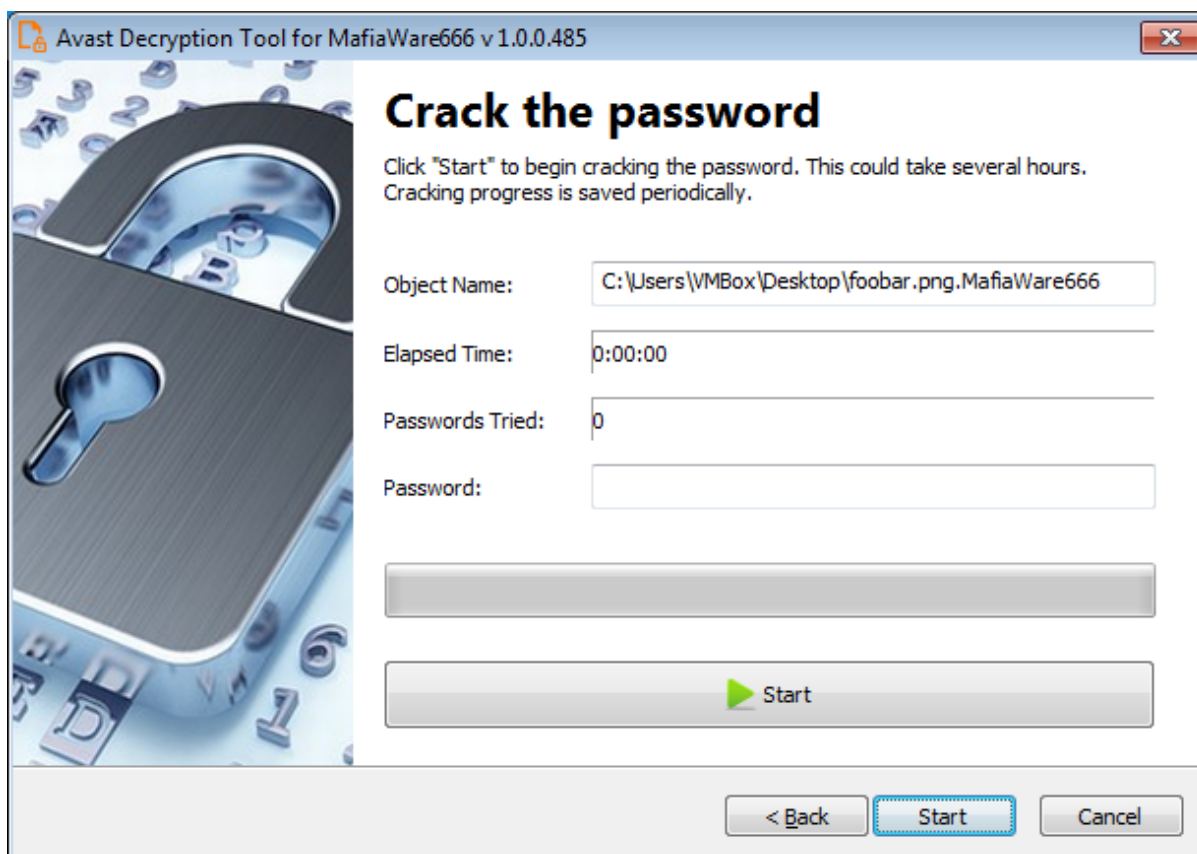 Avast Decryption Tool for MafiaWare666 v 1.0.0.485
Crack the password
Click "Start" to begin cracking the password. This could take several hours.
Cracking progress is saved periodically.
Object Name: C:\Users\VMBox\Desktop\foobar.png.MafiaWare666
Elapsed Time: 0:00:00
Passwords Tried: 0
Password:
Start
< Back Start Cancel